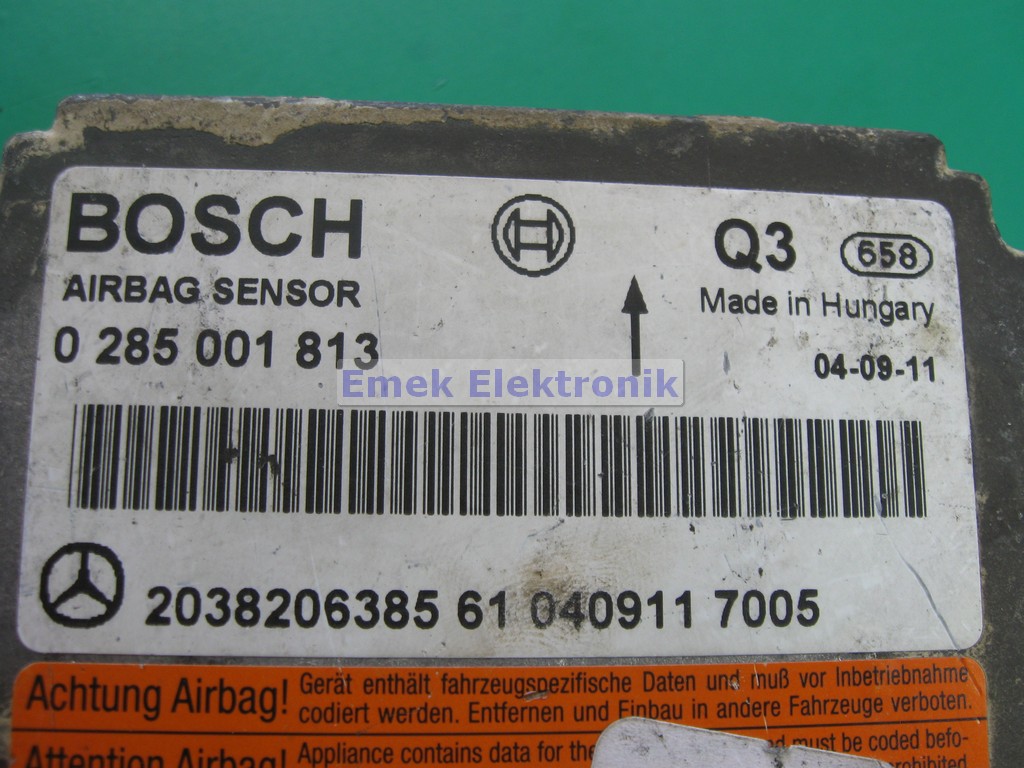 BOSCH
Q3 658
AIRBAG SENSOR
Made in Hungary
0 285 001 813
04-09-11
Emek Elektronik
2038206385 61 040911 7005
Achtung Airbag! Gerät enthält fahrzeugspezifische Daten und muß vor Inbetriebnahme
codiert werden. Entfernen und Einbau in andere Fahrzeuge verboten.
Attention Airbag! Appliance contains data for the must be coded befo-